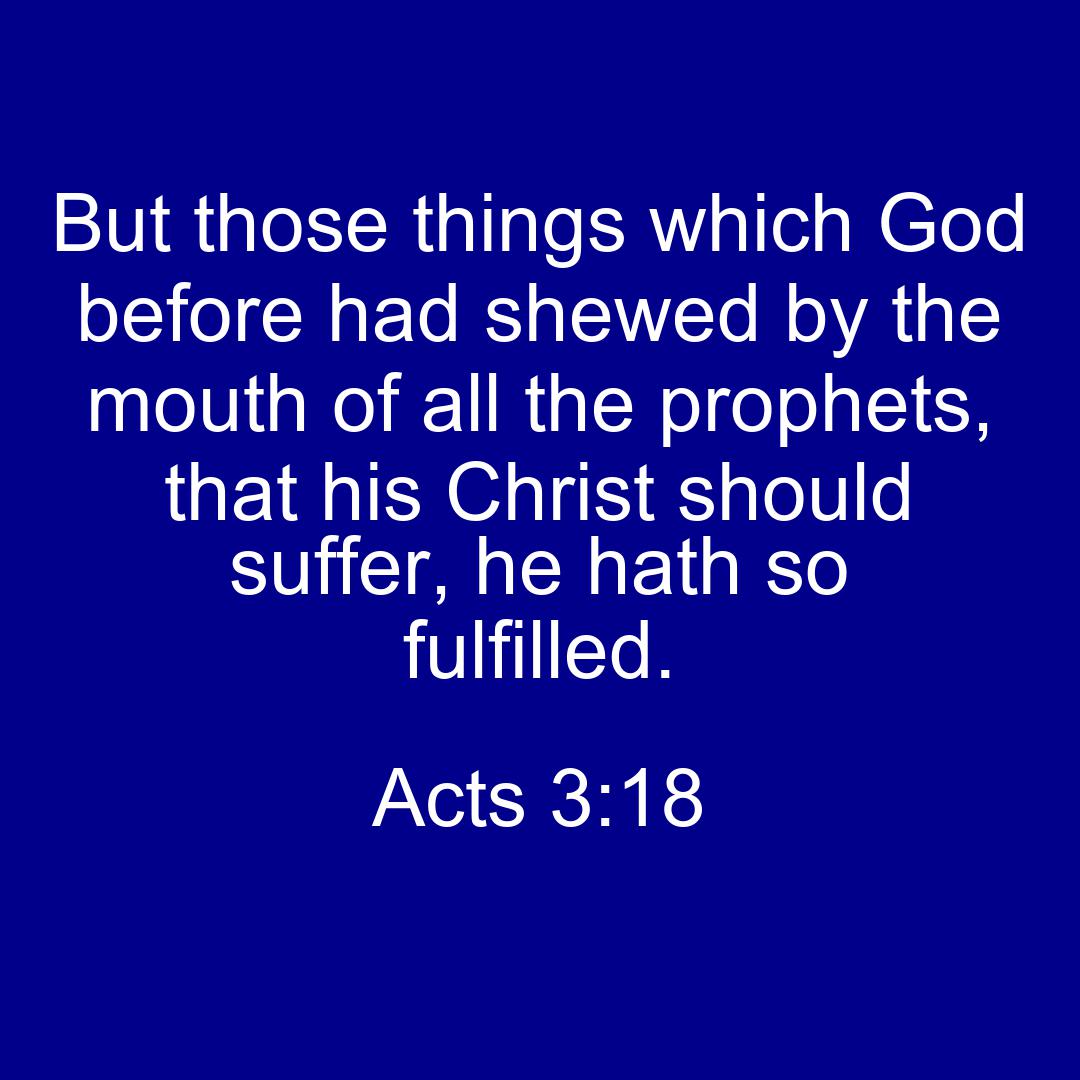 But those things which God
before had shewed by the
mouth of all the prophets,
that his Christ should
suffer, he hath so
fulfilled.
Acts 3:18